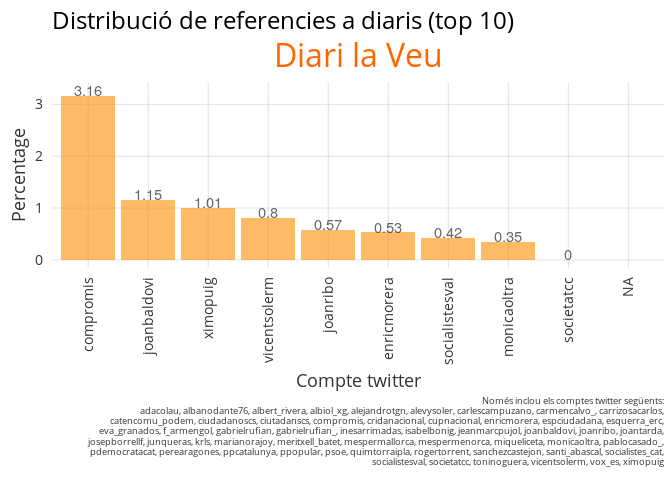 Distribució de referencies a diaris (top 10)
Diari la Veu
Percentage
3
2
1
0
3.16
1.15
1.01
0.8
0.57
0.53
0.42
0.35
0
compromis
joanbaldovi
ximopuig
vicentsolerm
joanribo
enricmorera
socialistesval
monicaoltra
societatcc
NA
Compte twitter
Només inclou els comptes twitter següents:
adacolau, albanodante76, albert_rivera, albiol_xg, alejandrotgn, alevysoler, carlescampuzano, carmencalvo_, carrizosacarlos,
catencomu_podem, ciudadanoscs, ciutadanscs, compromis, cridanacional, cupnacional, enricmorera, espciudadana, esquerra_erc,
eva_granados, f_armengol, gabrielrufian, gabrielrufian_, inesarrimadas, isabelbonig, jeanmarcpujol, joanbaldovi, joanribo, joantarda,
josepborrellf, junqueras, krls, marianorajoy, meritxell_batet, mespermallorca, mespermenorca, miqueliceta, monicaoltra, pablocasado_,
pdemocratacat, perearagones, ppcatalunya, ppopular, psoe, quimtorraipla, rogertorrent, sanchezcastejon, santi_abascal, socialistes_cat,
socialistesval, societatcc, toninoguera, vicentsolerm, vox_es, ximopuig